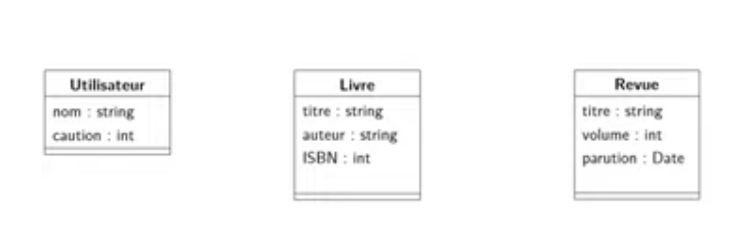 Utilisateur
nom : string
caution : int
Livre
titre : string
auteur : string
ISBN : int
Revue
titre : string
volume : int
parution : Date